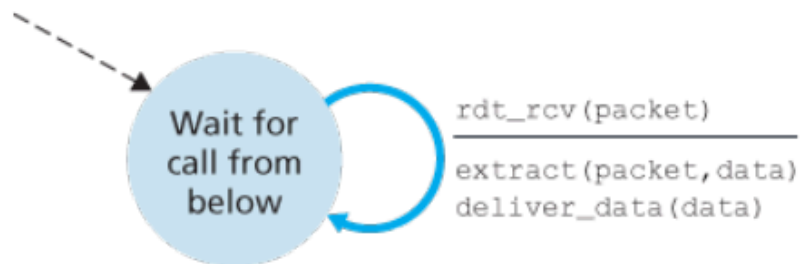 Wait for
call from
below
rdt_rcv(packet)
extract(packet,data)
deliver_data(data)